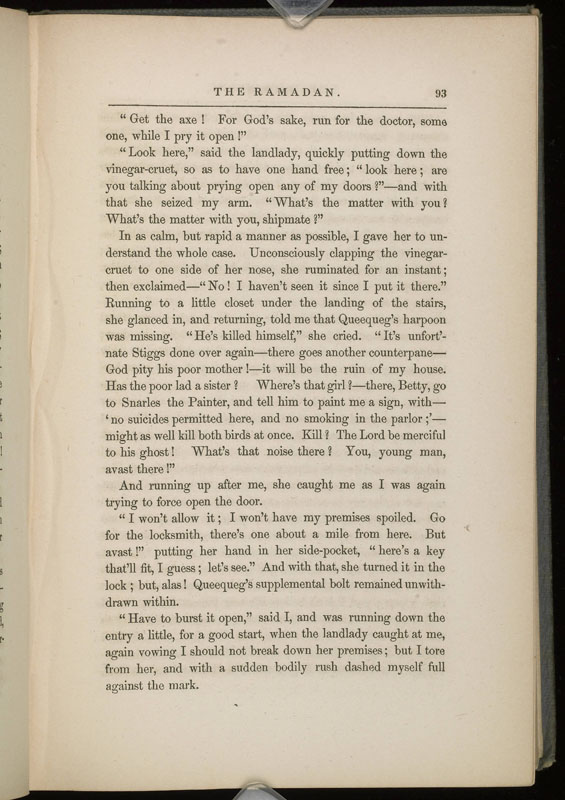 THE RAMADAN. 93
“Get the axe! For God’s sake, run for the doctor, some
one, while I pry it open!”
“Look here,” said the landlady, quickly putting down the
vinegar-cruet, so as to have one hand free; “look here; are
you talking about prying open any of my doors?”—and with
that she seized my arm. “What’s the matter with you?
What’s the matter with you, shipmate?”
In as calm, but rapid a manner as possible, I gave her to un-
derstand the whole case. Unconsciously clapping the vinegar-
cruet to one side of her nose, she ruminated for an instant;
then exclaimed—“No! I haven’t seen it since I put it there.”
Running to a little closet under the landing of the stairs,
she glanced in, and returning, told me that Queequeg’s harpoon
was missing. “He’s killed himself,” she cried. “It’s unfort’-
nate Stiggs done over again—there goes another counterpane—
God pity his poor mother!—it will be the ruin of my house.
Has the poor lad a sister? Where’s that girl?—there, Betty, go
to Snarles the Painter, and tell him to paint me a sign, with—
‘no suicides permitted here, and no smoking in the parlor;’—
might as well kill both birds at once. Kill? The Lord be merciful
to his ghost! What’s that noise there? You, young man,
avast there!”
And running up after me, she caught me as I was again
trying to force open the door.
“I won’t allow it; I won’t have my premises spoiled. Go
for the locksmith, there’s one about a mile from here. But
avast!” putting her hand in her side-pocket, “here’s a key
that’ll fit, I guess; let’s see.” And with that, she turned it in the
lock; but, alas! Queequeg’s supplemental bolt remained unwith-
drawn within.
“Have to burst it open,” said I, and was running down the
entry a little, for a good start, when the landlady caught at me,
again vowing I should not break down her premises; but I tore
from her, and with a sudden bodily rush dashed myself full
against the mark.